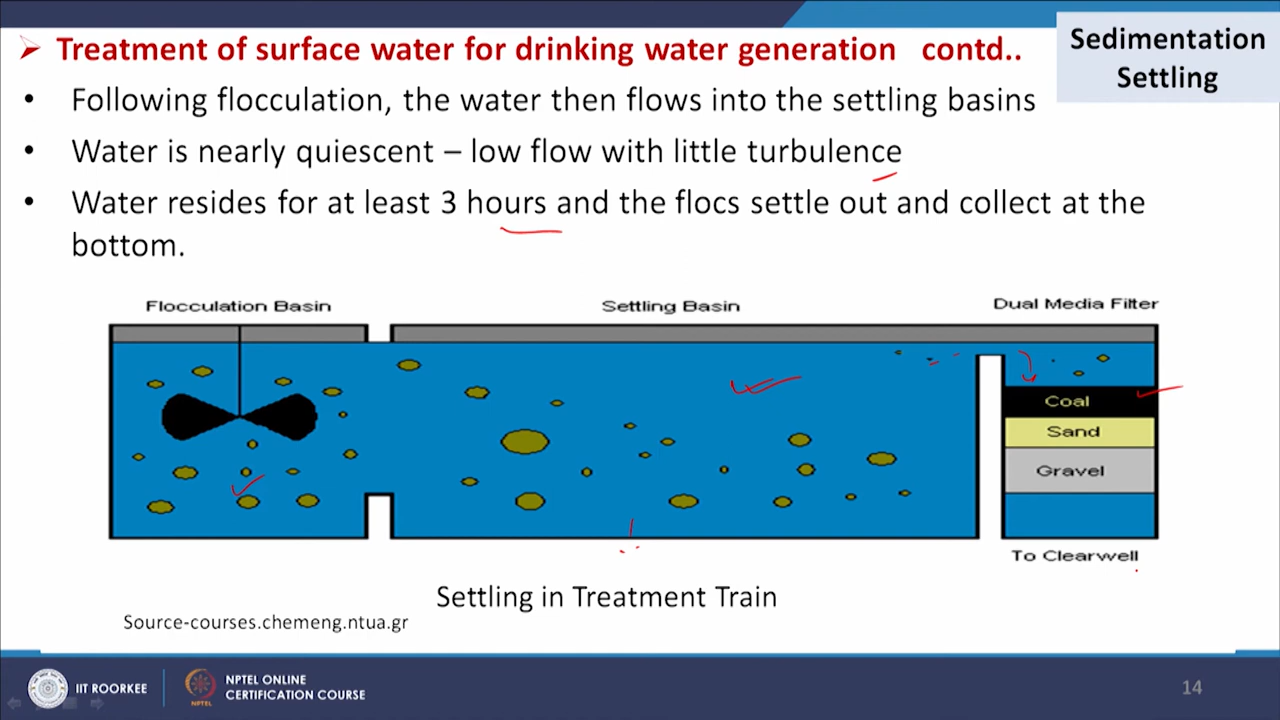 Treatment of surface water for drinking water generation contd..
Sedimentation
Settling
• Following flocculation, the water then flows into the settling basins
• Water is nearly quiescent – low flow with little turbulence
• Water resides for at least 3 hours and the flocs settle out and collect at the
bottom.
Flocculation Basin
Settling Basin
Dual Media Filter
Coal
Sand
Gravel
To Clearwell
Settling in Treatment Train
Source-courses.chemeng.ntua.gr
IIT ROORKEE
NPTEL
NPTEL ONLINE
CERTIFICATION COURSE
14